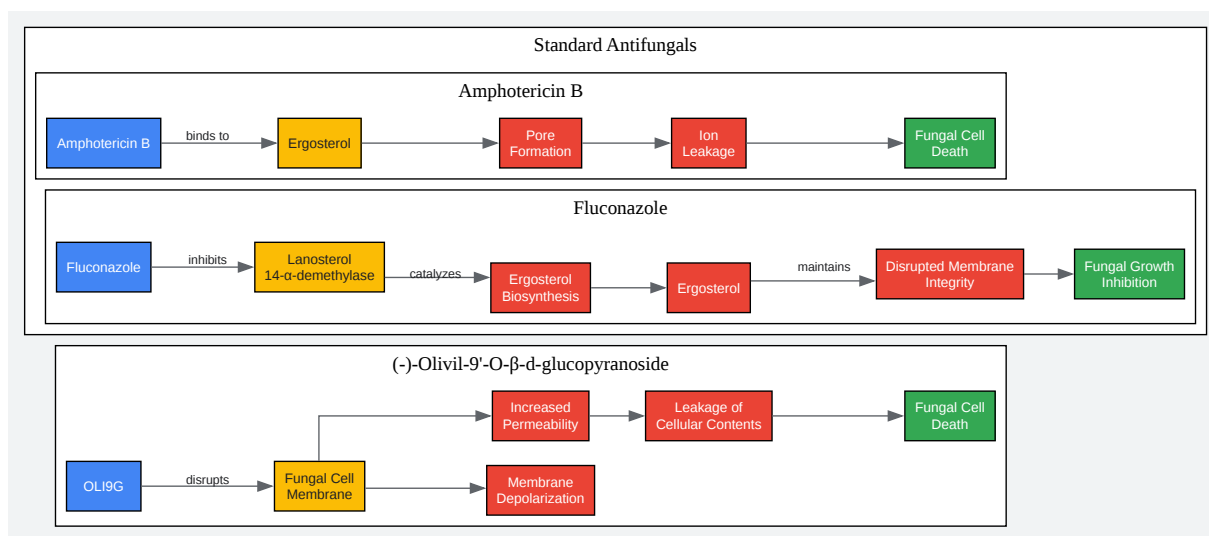 Standard Antifungals
Amphotericin B
Amphotericin B
binds to
Ergosterol
Pore
Formation
Ion
Leakage
Fungal Cell
Death
Fluconazole
Fluconazole
inhibits
Lanosterol
14-α-demethylase
catalyzes
Ergosterol
Biosynthesis
Ergosterol
maintains
Disrupted Membrane
Integrity
Fungal Growth
Inhibition
(-)-Olivil-9'-O-β-d-glucopyranoside
OLI9G
disrupts
Fungal Cell
Membrane
Increased
Permeability
Leakage of
Cellular Contents
Fungal Cell
Death
Membrane
Depolarization